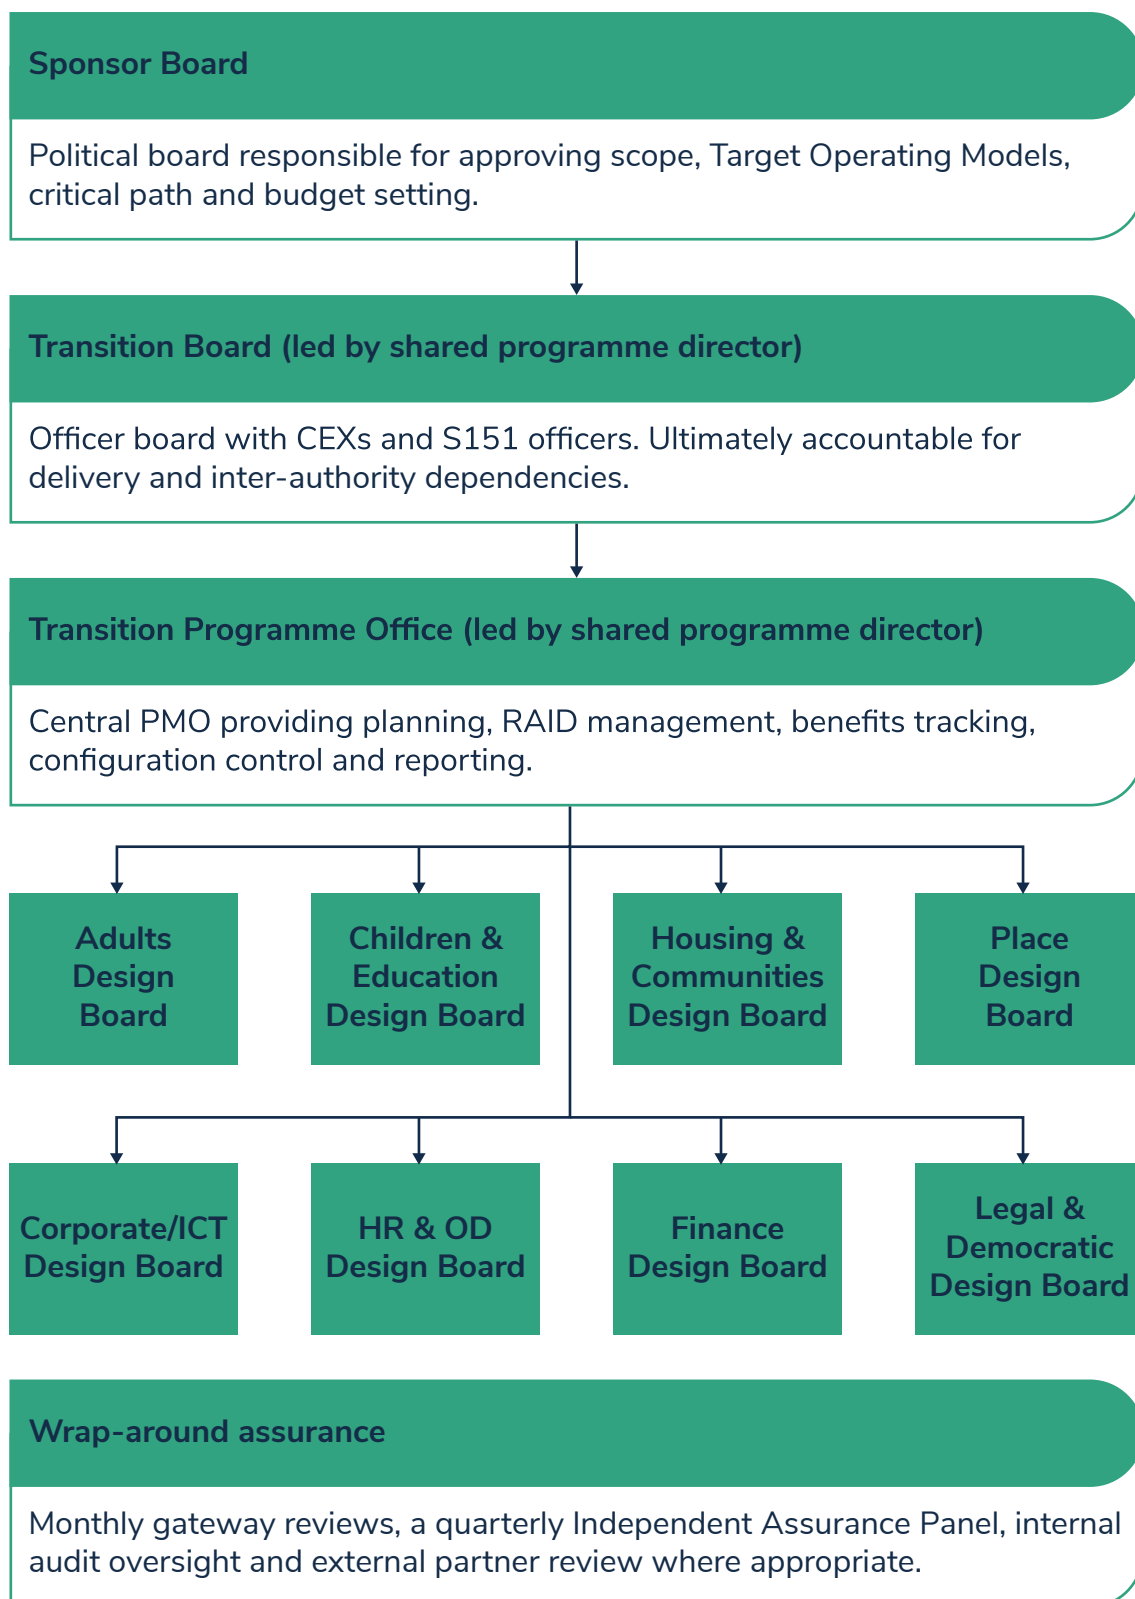 Sponsor Board
Political board responsible for approving scope, Target Operating Models,
critical path and budget setting.
Transition Board (led by shared programme director)
Officer board with CEXs and S151 officers. Ultimately accountable for
delivery and inter-authority dependencies.
Transition Programme Office (led by shared programme director)
Central PMO providing planning, RAID management, benefits tracking,
configuration control and reporting.
Adults
Design
Board
Children &
Education
Design Board
Housing &
Communities
Design Board
Place
Design
Board
Corporate/ICT
Design Board
HR & OD
Design Board
Finance
Design Board
Legal &
Democratic
Design Board
Wrap-around assurance
Monthly gateway reviews, a quarterly Independent Assurance Panel, internal
audit oversight and external partner review where appropriate.